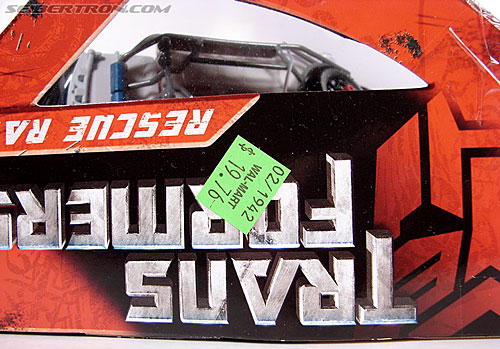 SEIBERTRON.COM
TRANS
FORMERS
RESCUE RA
02/1942
WAL-MART
$ 19.76